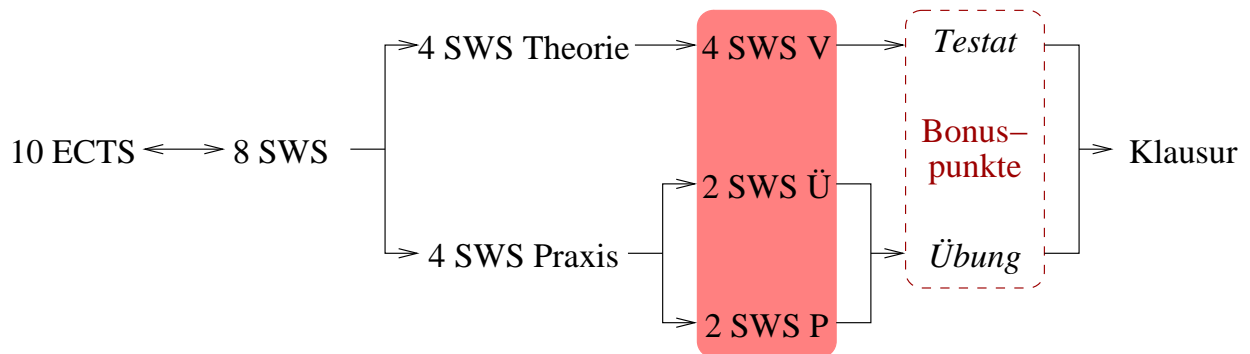 4 SWS Theorie
4 SWS V
Testat
10 ECTS
8 SWS
Bonus–
punkte
Klausur
2 SWS Ü
4 SWS Praxis
Übung
2 SWS P